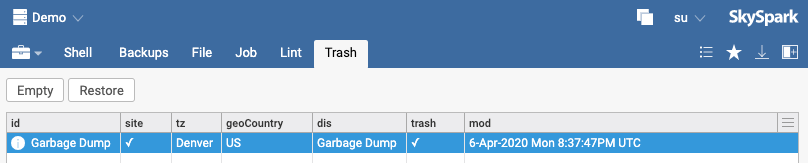 Demo su SkySpark
Shell Backups File Job Lint Trash
Empty Restore
id site tz geoCountry dis trash mod
Garbage Dump ✓ Denver US Garbage Dump ✓ 6-Apr-2020 Mon 8:37:47PM UTC